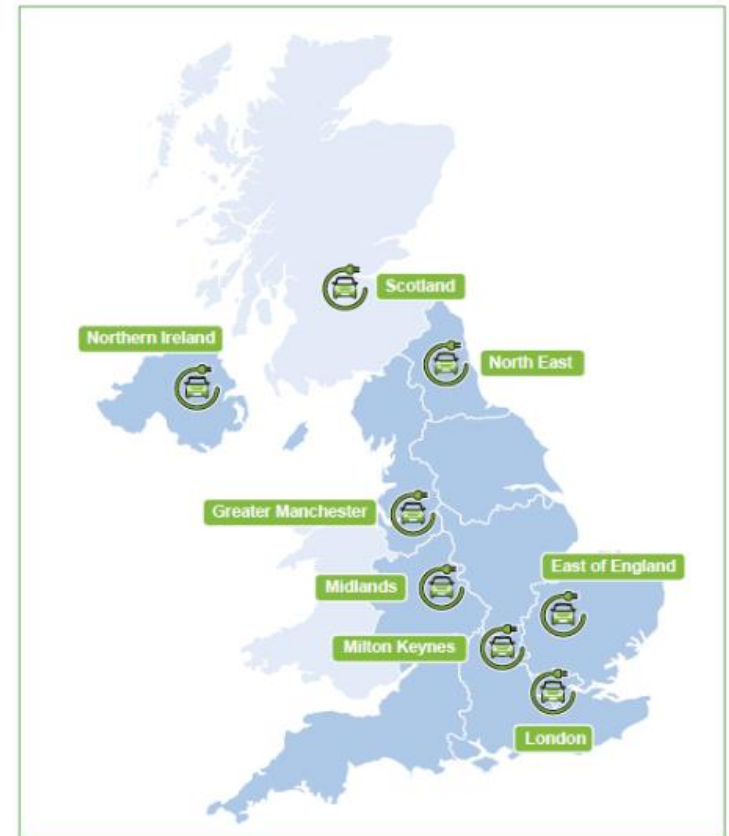 Scotland
Northern Ireland
North East
Greater Manchester
East of England
Midlands
Milton Keynes
London